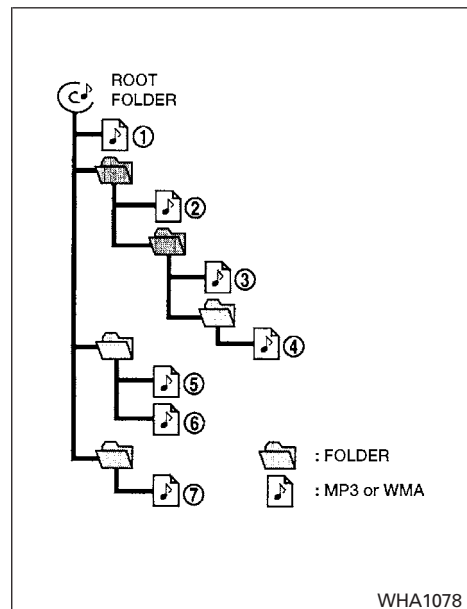 ROOT
FOLDER
①
②
③
④
⑤
⑥
⑦
: FOLDER
: MP3 or WMA
WHA1078